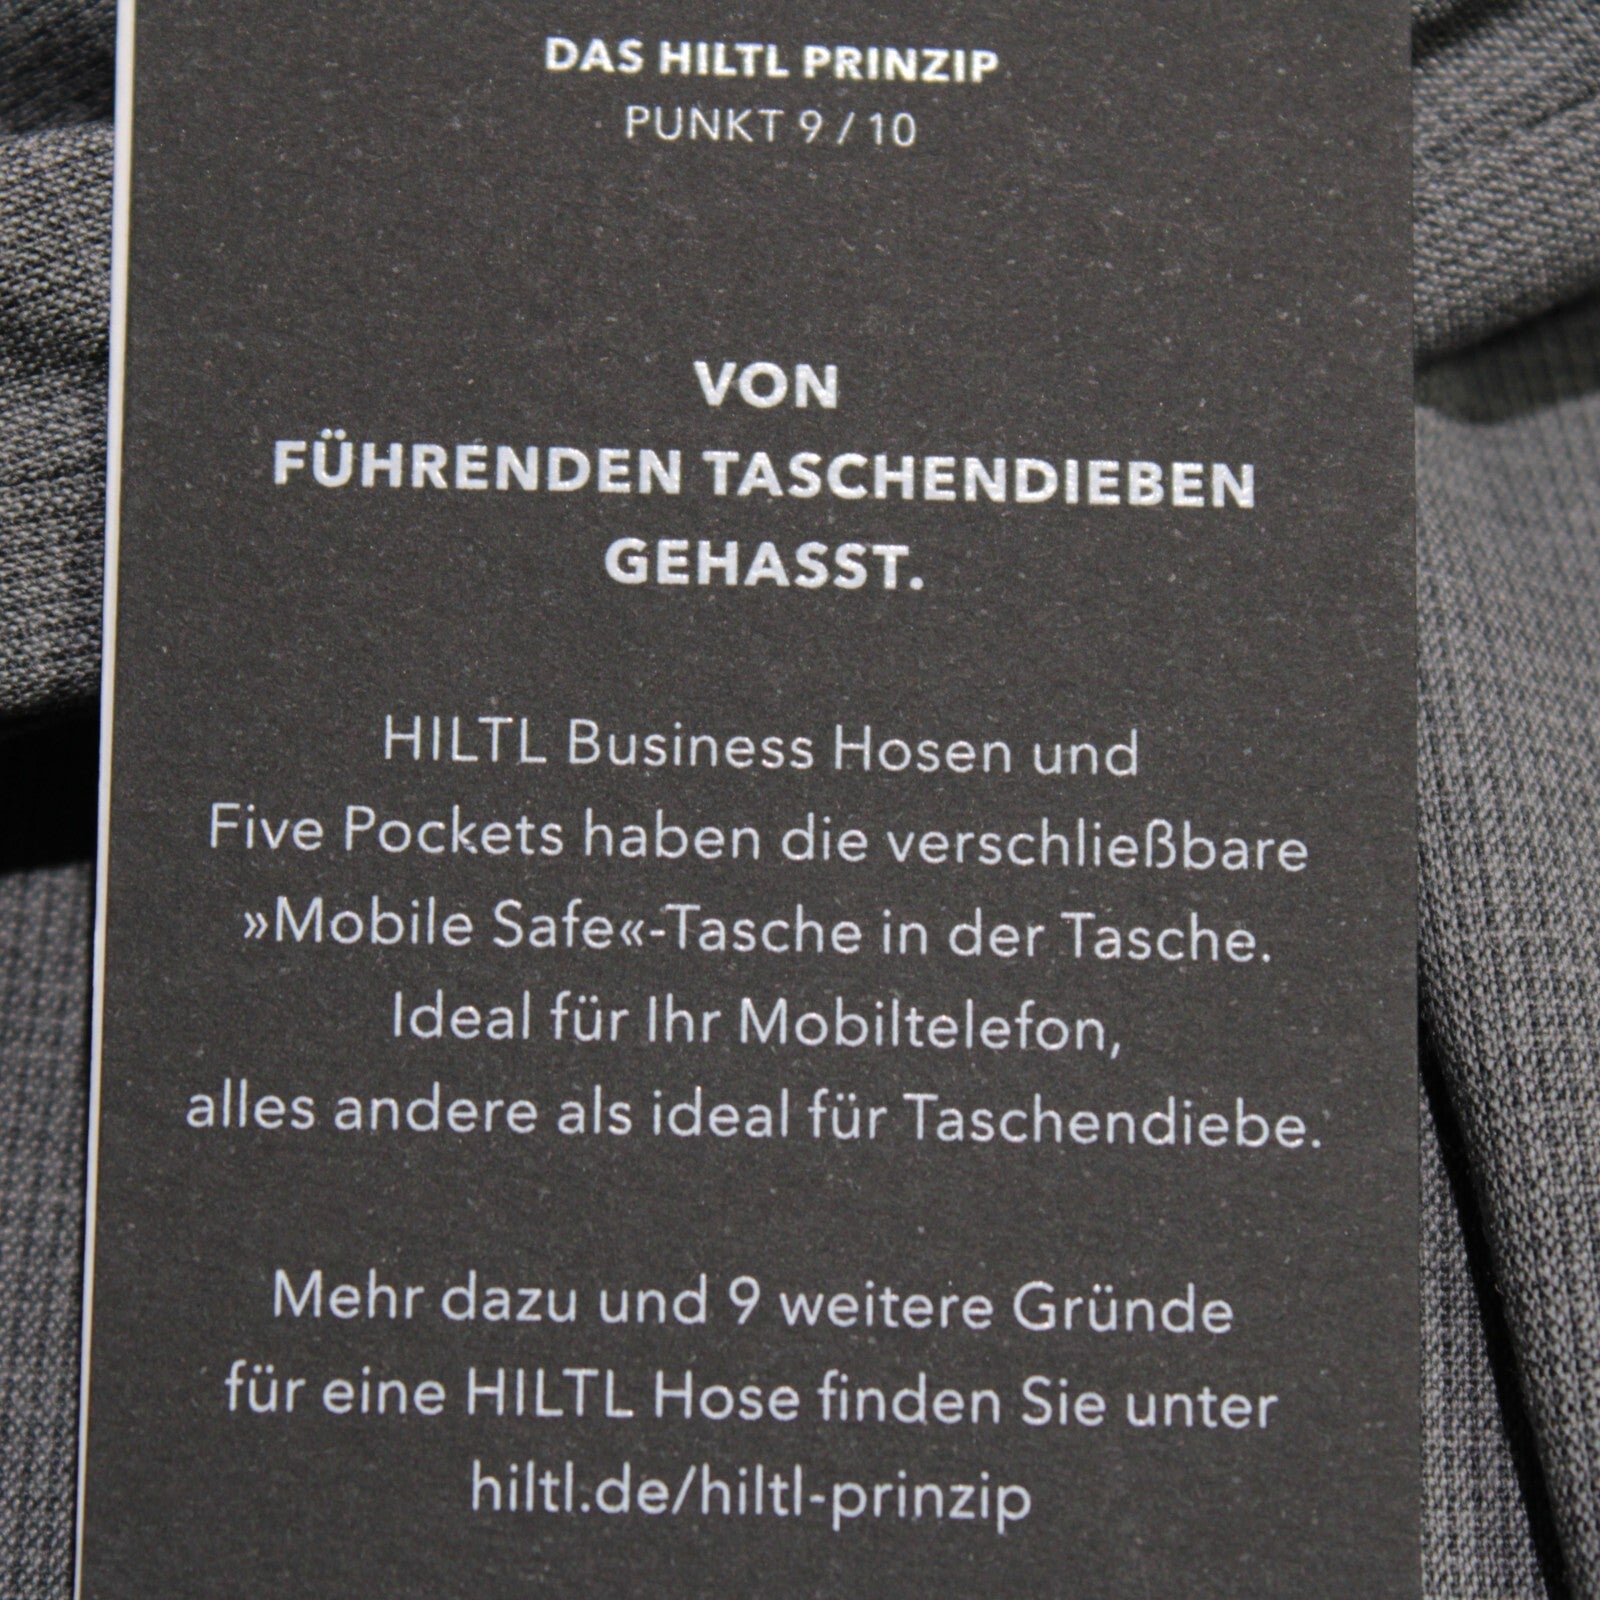 DAS HILTL PRINZIP
PUNKT 9 / 10
VON
FÜHRENDEN TASCHENDIEBEN
GEHASST.
HILTL Business Hosen und
Five Pockets haben die verschließbare
»Mobile Safe«-Tasche in der Tasche.
Ideal für Ihr Mobiltelefon,
alles andere als ideal für Taschendiebe.
Mehr dazu und 9 weitere Gründe
für eine HILTL Hose finden Sie unter
hiltl.de/hiltl-prinzip